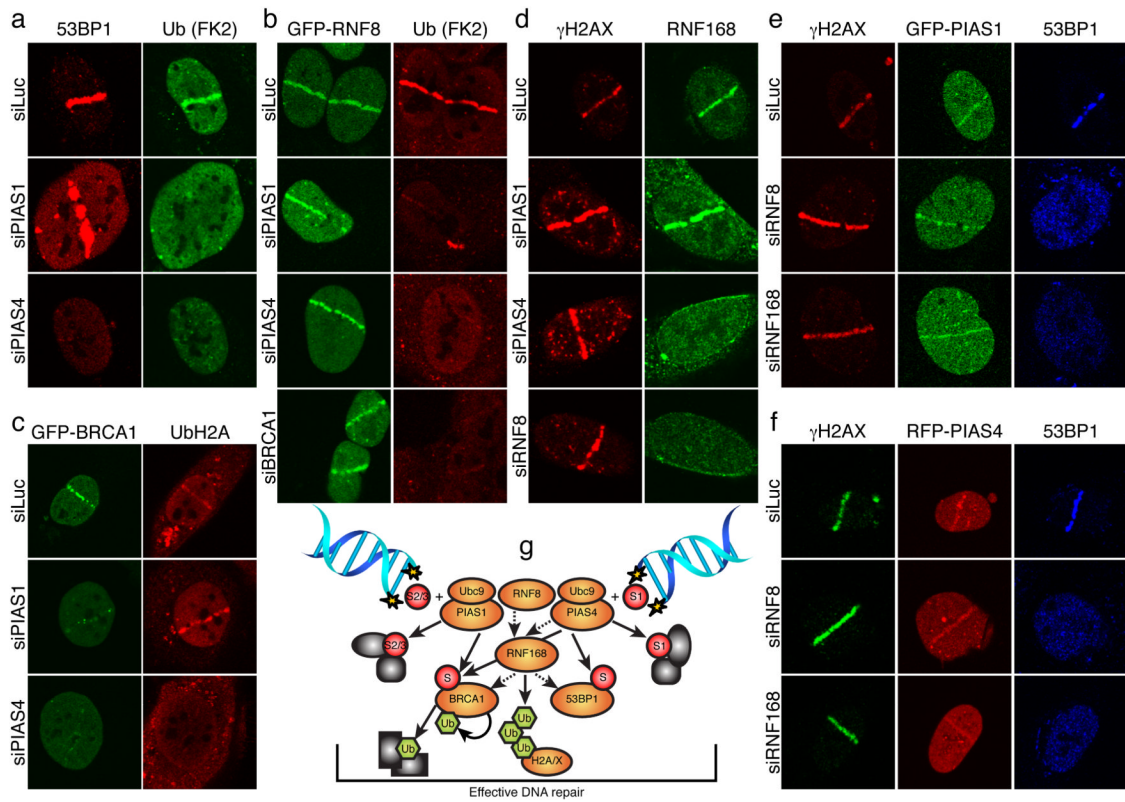 a
53BP1 Ub (FK2)
siLuc
siPIAS1
siPIAS4
b
GFP-RNF8 Ub (FK2)
siLuc
siPIAS1
siPIAS4
siBRCA1
c
GFP-BRCA1 UbH2A
siLuc
siPIAS1
siPIAS4
d
γH2AX RNF168
siLuc
siPIAS1
siPIAS4
siRNF8
e
γH2AX GFP-PIAS1 53BP1
siLuc
siRNF8
siRNF168
f
γH2AX RFP-PIAS4 53BP1
siLuc
siRNF8
siRNF168
g
S2/3 + Ubc9 PIAS1 RNF8 Ubc9 PIAS4 + S1
S2/3 RNF168 S1
S S
BRCA1 53BP1
Ub Ub
Ub
Ub Ub
H2A/X
Effective DNA repair